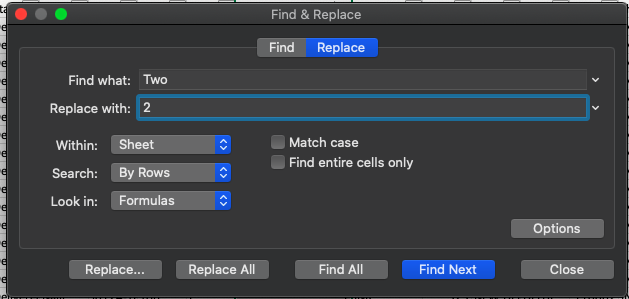 Find & Replace
Find Replace
Find what: Two
Replace with: 2
Within: Sheet
Match case
Search: By Rows
Find entire cells only
Look in: Formulas
Options
Replace... Replace All Find All Find Next Close